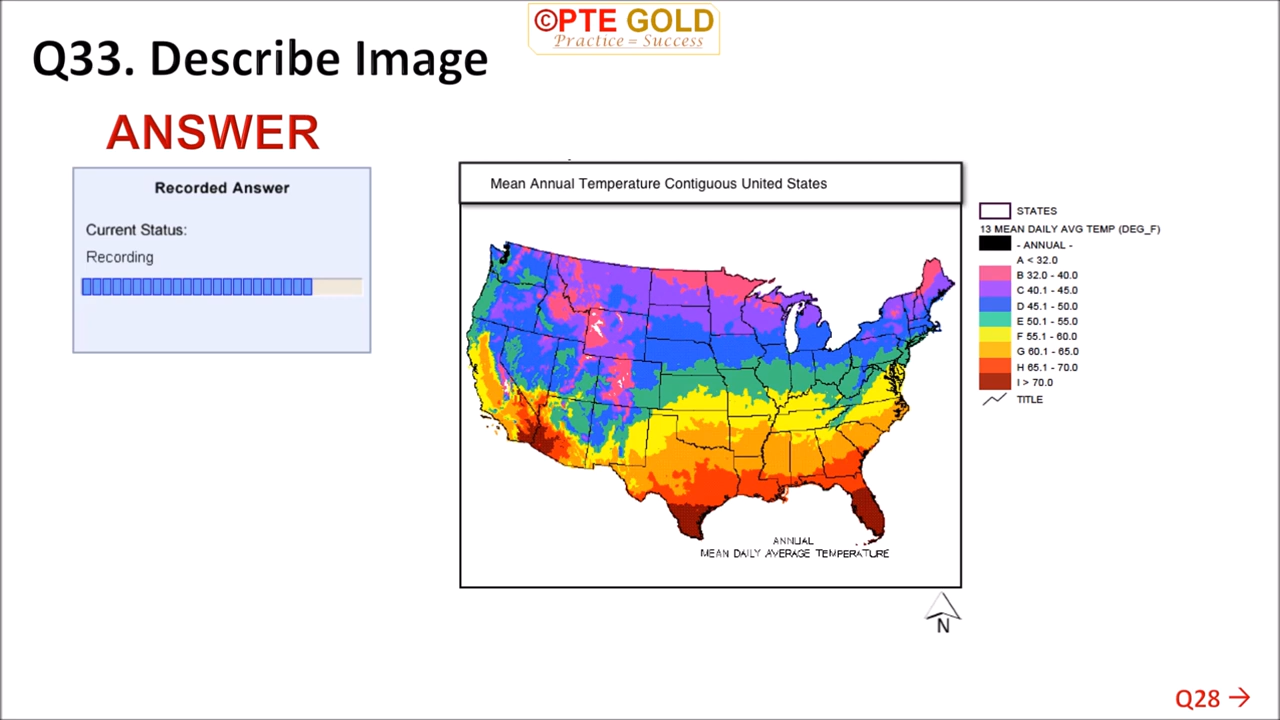 ©PTE GOLD
Practice = Success
Q33. Describe Image
ANSWER
Recorded Answer
Current Status:
Recording
Mean Annual Temperature Contiguous United States
STATES
13 MEAN DAILY AVG TEMP (DEG_F)
- ANNUAL -
A < 32.0
B 32.0 - 40.0
C 40.1 - 45.0
D 45.1 - 50.0
E 50.1 - 55.0
F 55.1 - 60.0
G 60.1 - 65.0
H 65.1 - 70.0
I > 70.0
TITLE
ANNUAL
MEAN DAILY AVERAGE TEMPERATURE
N
Q28 →